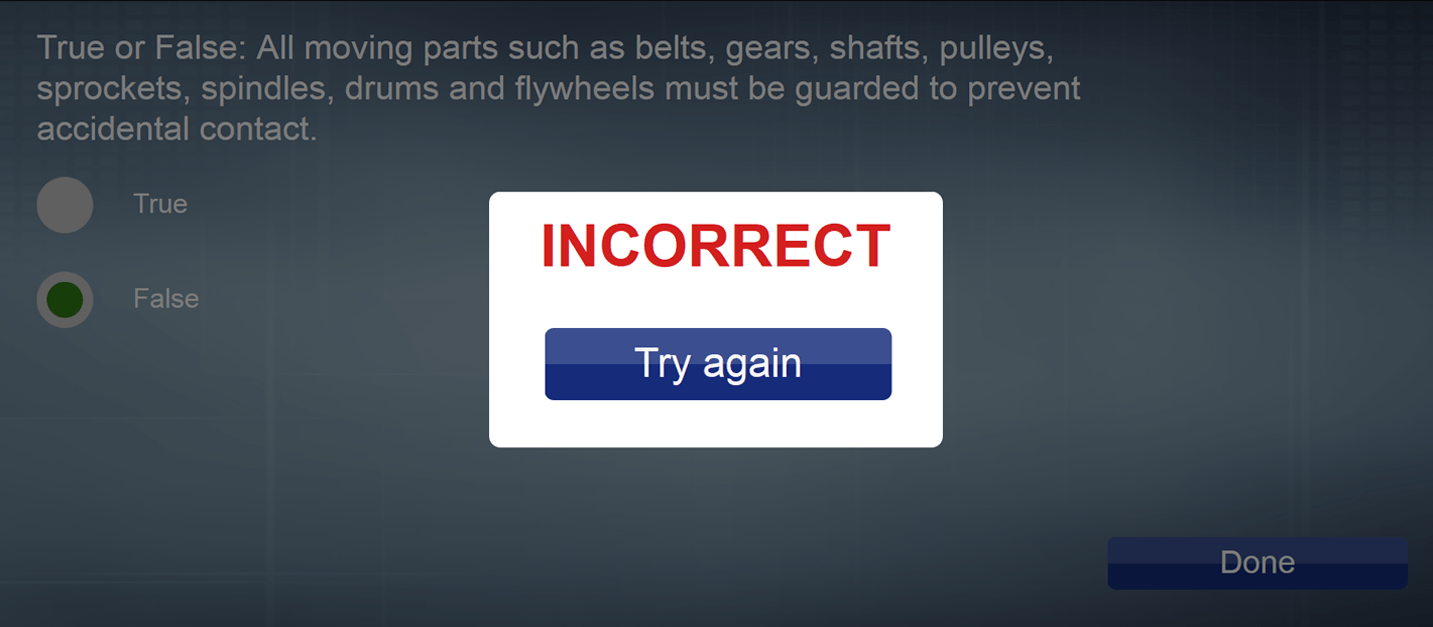 True or False: All moving parts such as belts, gears, shafts, pulleys,
sprockets, spindles, drums and flywheels must be guarded to prevent
accidental contact.
True
False
INCORRECT
Try again
Done